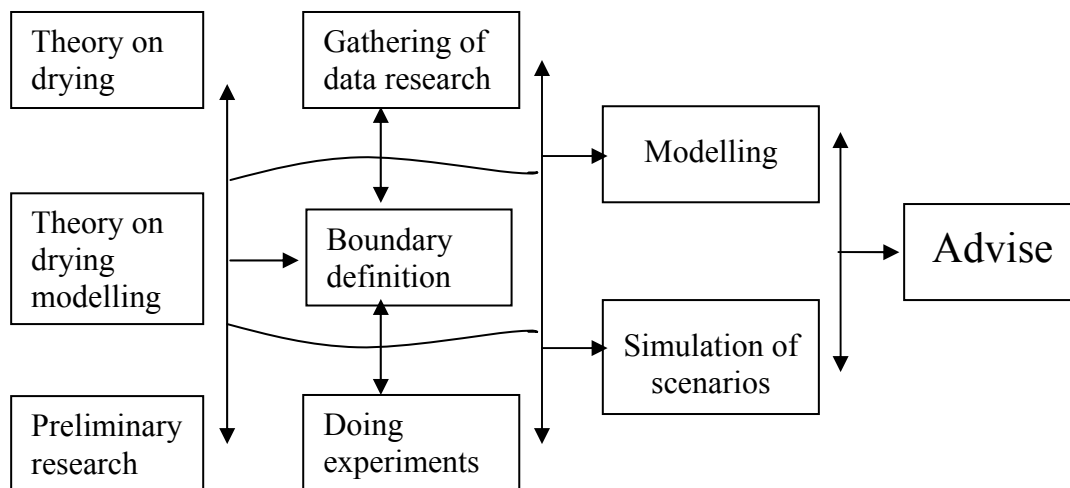 Theory on
drying
Gathering of
data research
Modelling
Theory on
drying
modelling
Boundary
definition
Advise
Simulation of
scenarios
Preliminary
research
Doing
experiments